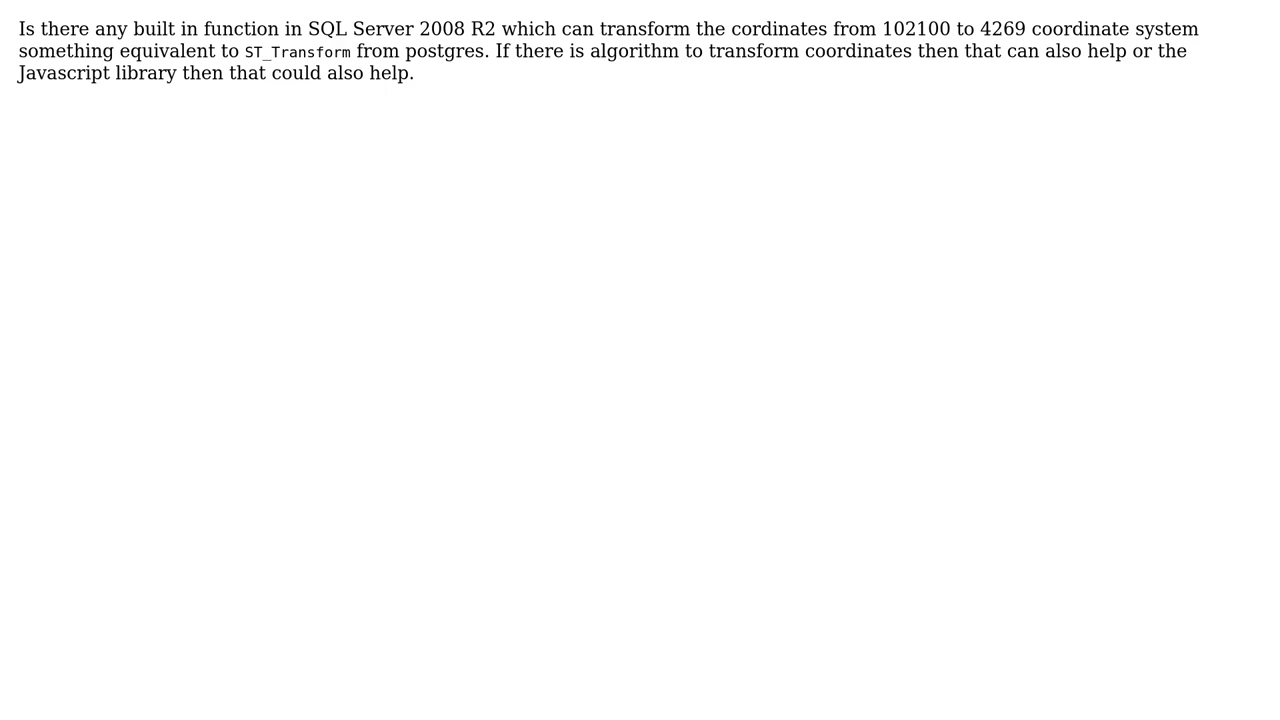 Is there any built in function in SQL Server 2008 R2 which can transform the cordinates from 102100 to 4269 coordinate system
something equivalent to ST_Transform from postgres. If there is algorithm to transform coordinates then that can also help or the
Javascript library then that could also help.